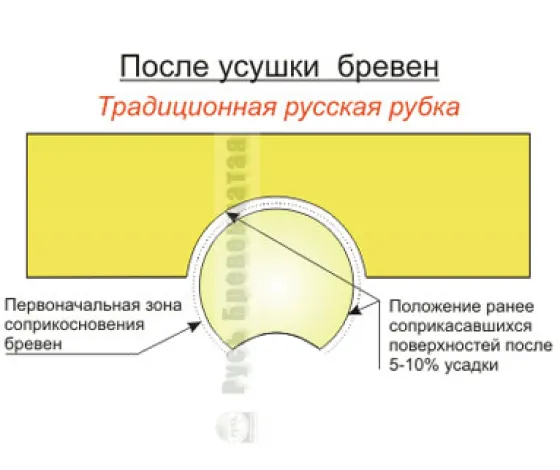 После усушки бревен
Традиционная русская рубка
Русь Бревенчатая
Первоначальная зона
соприкосновения
бревен
Положение ранее
соприкасавшихся
поверхностей после
5-10% усадки